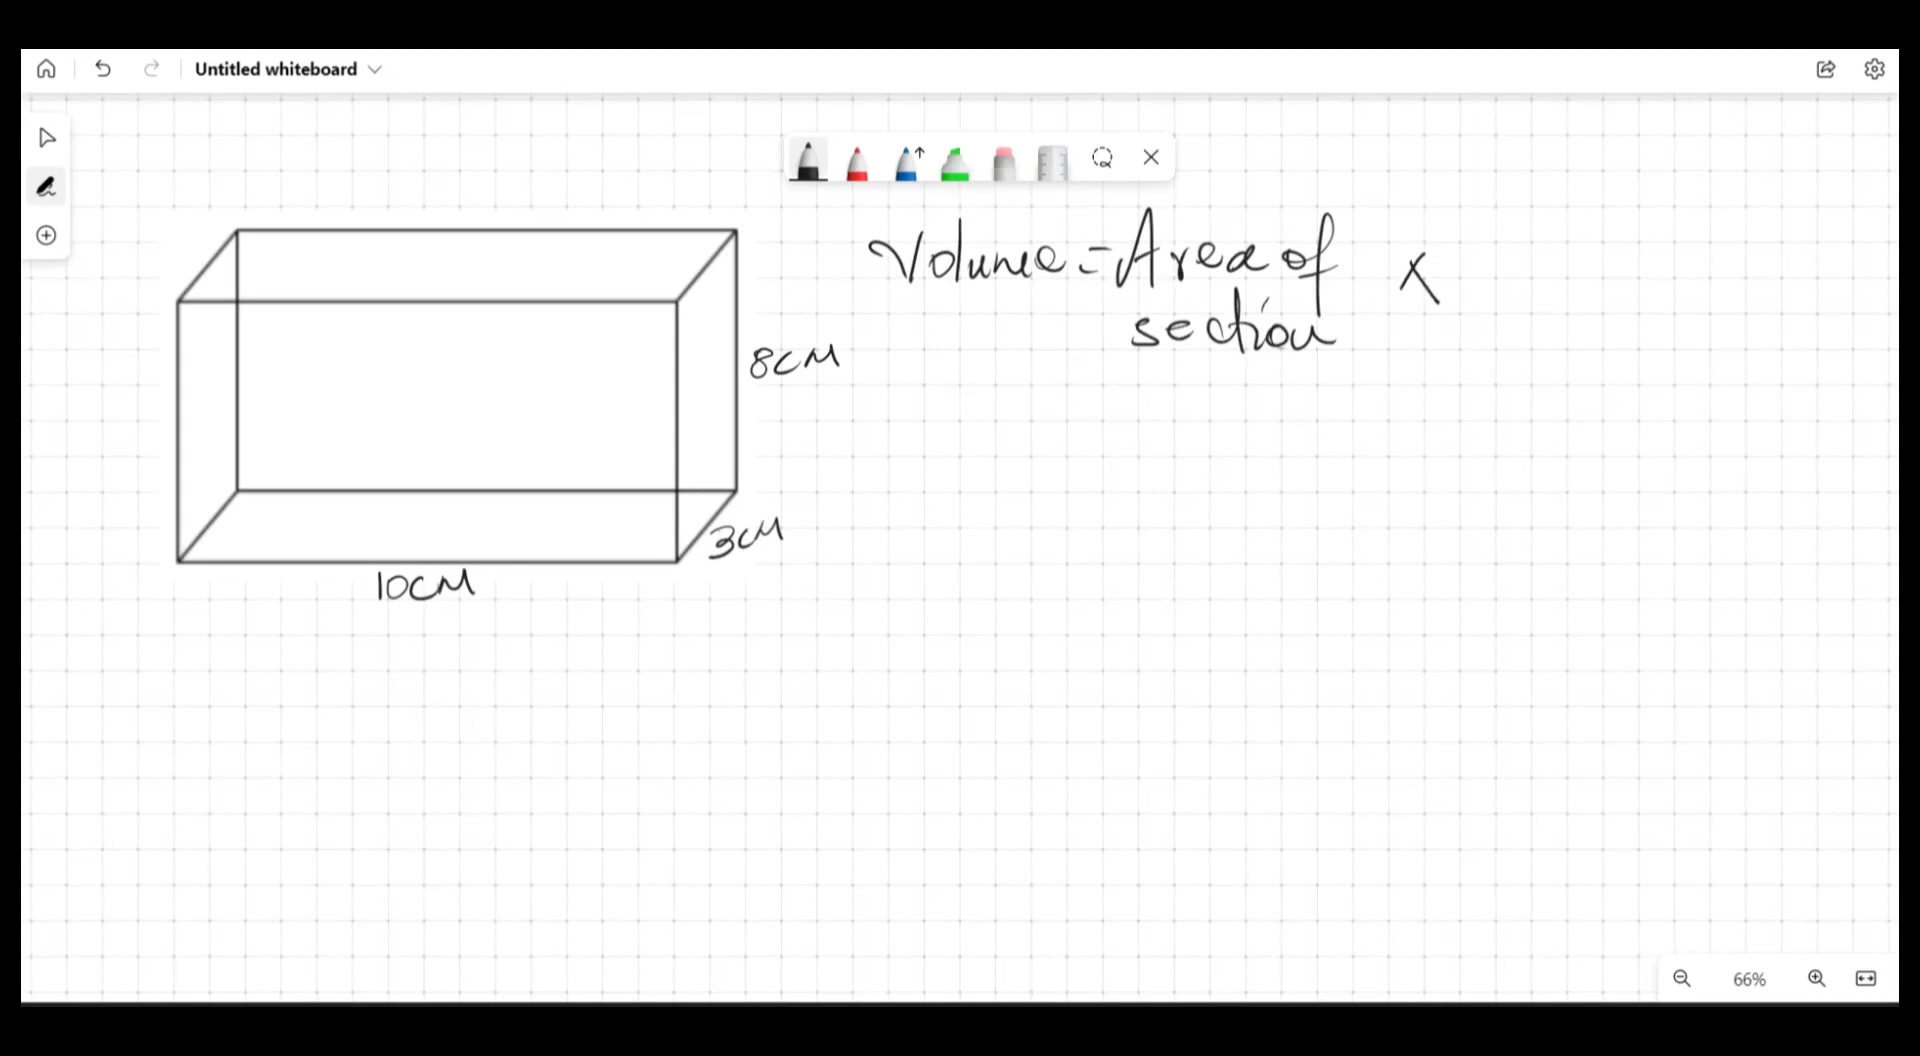 Untitled whiteboard
Volume = Area of x
section
8CM
3CM
10CM
66%